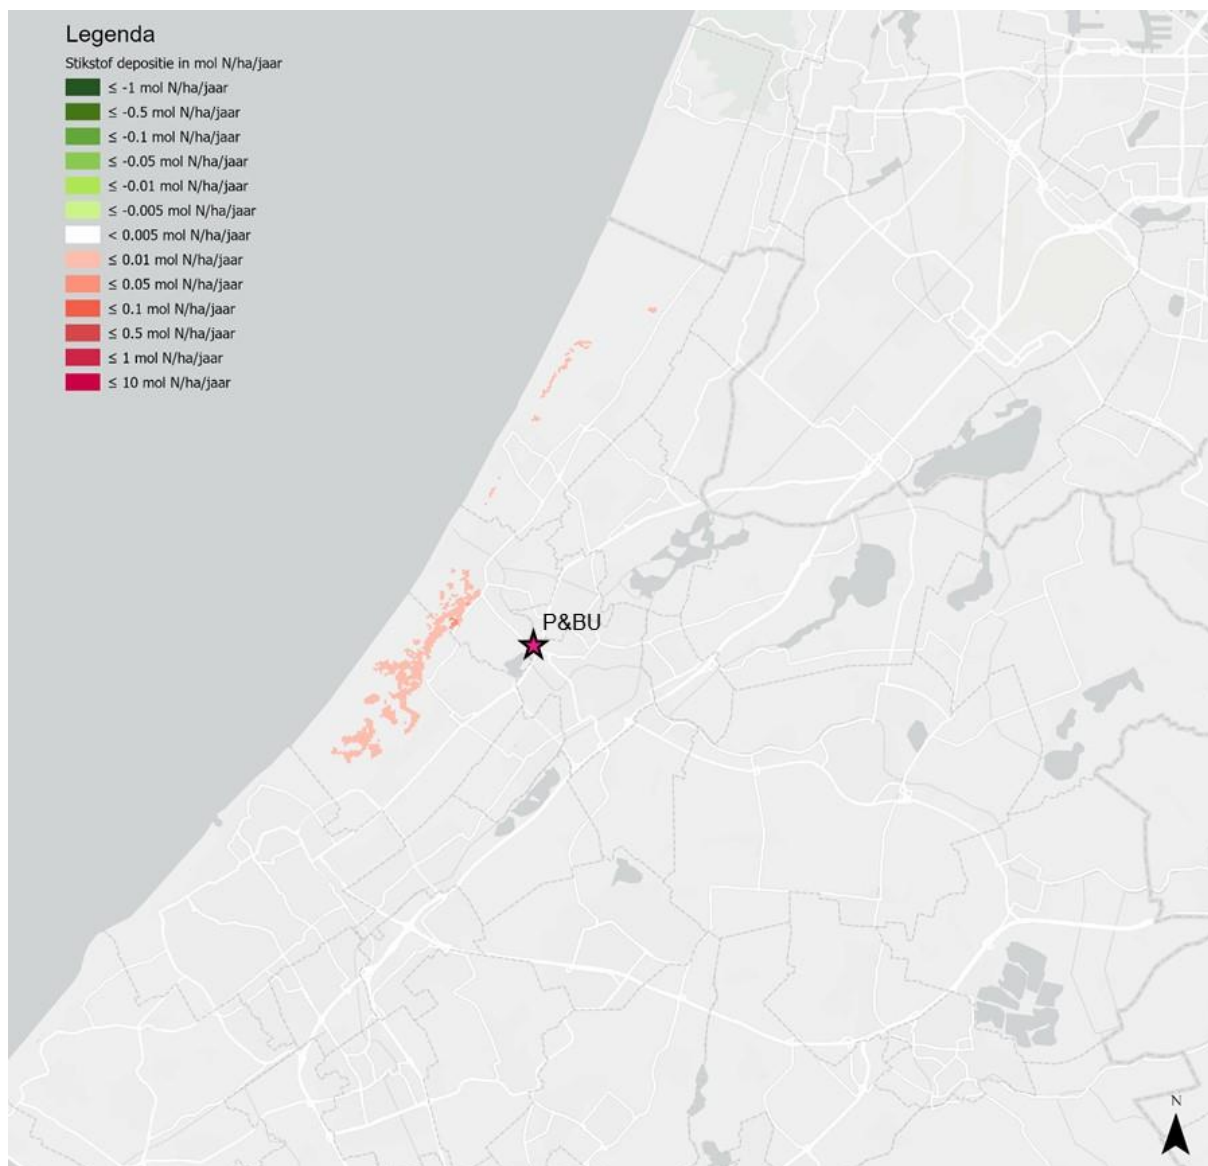 Legenda
Stikstof depositie in mol N/ha/jaar
≤ -1 mol N/ha/jaar
≤ -0.5 mol N/ha/jaar
≤ -0.1 mol N/ha/jaar
≤ -0.05 mol N/ha/jaar
≤ -0.01 mol N/ha/jaar
≤ -0.005 mol N/ha/jaar
< 0.005 mol N/ha/jaar
≤ 0.01 mol N/ha/jaar
≤ 0.05 mol N/ha/jaar
≤ 0.1 mol N/ha/jaar
≤ 0.5 mol N/ha/jaar
≤ 1 mol N/ha/jaar
≤ 10 mol N/ha/jaar
P&BU
N